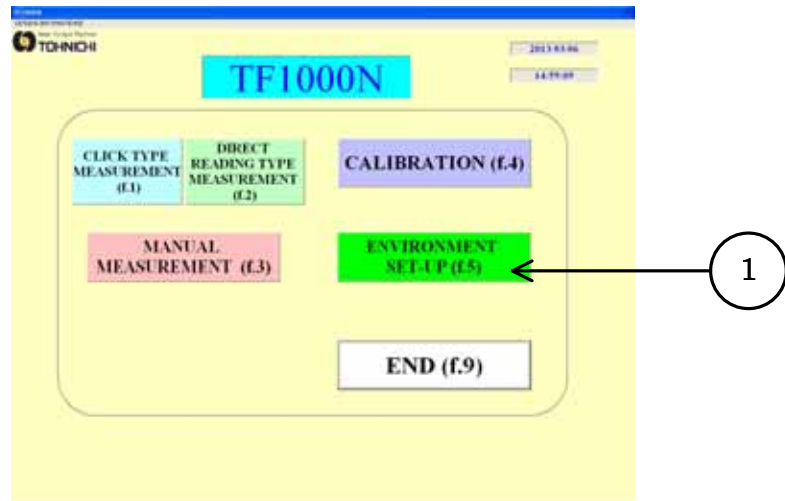 TOHNICHI
TF1000N
2013/03/06
14:59:09
CLICK TYPE
MEASUREMENT
(f.1)
DIRECT
READING TYPE
MEASUREMENT
(f.2)
CALIBRATION (f.4)
MANUAL
MEASUREMENT (f.3)
ENVIRONMENT
SET-UP (f.5)
1
END (f.9)